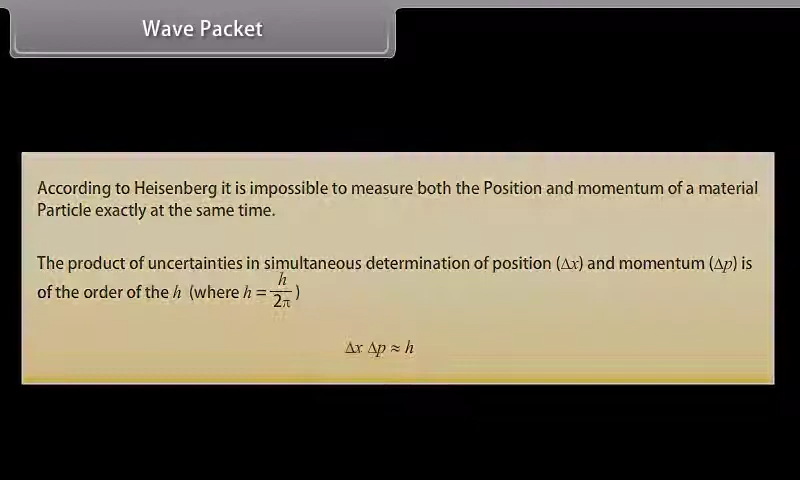 Wave Packet
According to Heisenberg it is impossible to measure both the Position and momentum of a material
Particle exactly at the same time.
The product of uncertainties in simultaneous determination of position (Δx) and momentum (Δp) is
of the order of the h (where h = h/2π)
Δx Δp ≈ h